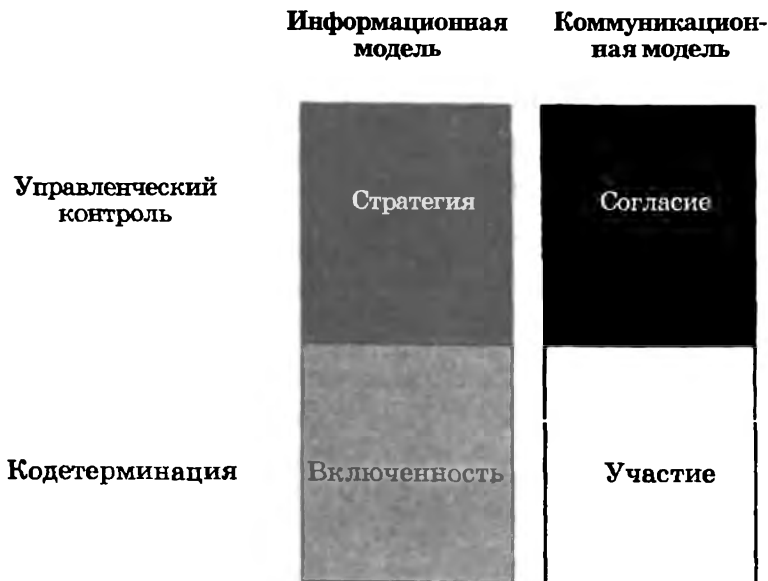 Информационная
модель
Коммуникацион-
ная модель
Управленческий
контроль
Стратегия
Согласие
Кодетерминация
Включенность
Участие